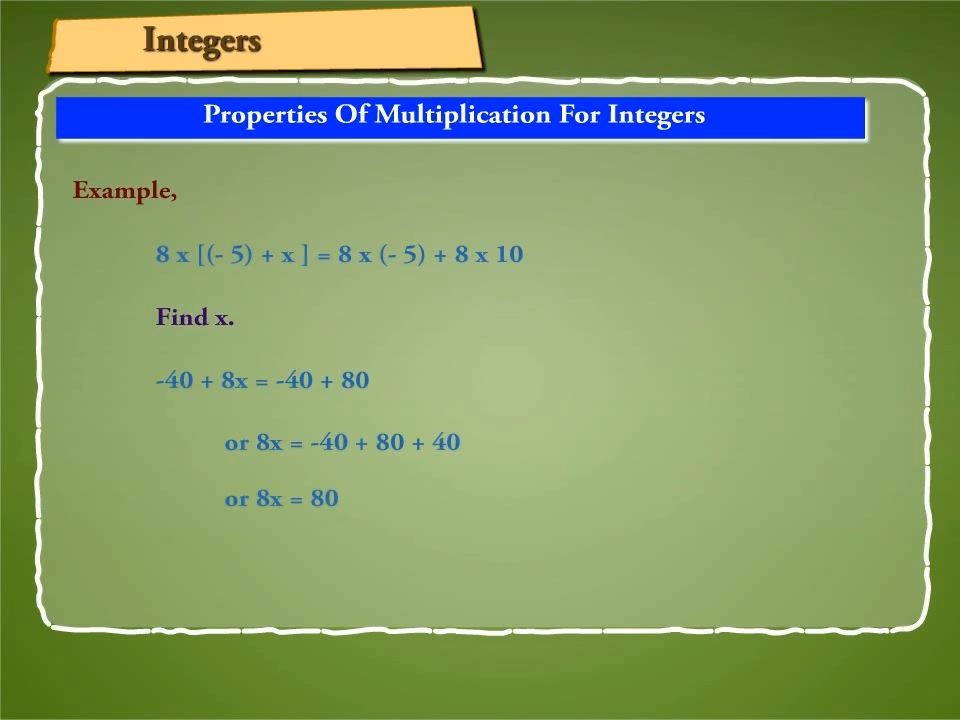 Integers
Properties Of Multiplication For Integers
Example,
8 x [(- 5) + x ] = 8 x (- 5) + 8 x 10
Find x.
-40 + 8x = -40 + 80
or 8x = -40 + 80 + 40
or 8x = 80